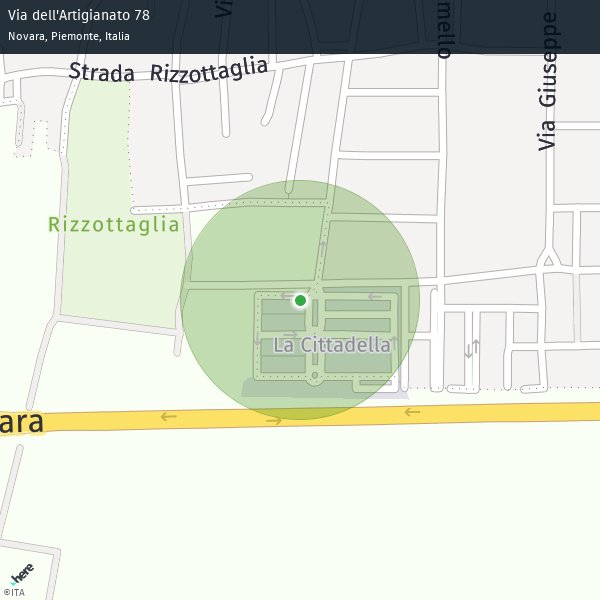 Via dell'Artigianato 78
Novara, Piemonte, Italia
Vi
mello
Via Giuseppe
Strada Rizzottaglia
Rizzottaglia
La Cittadella
ara
here
©ITA